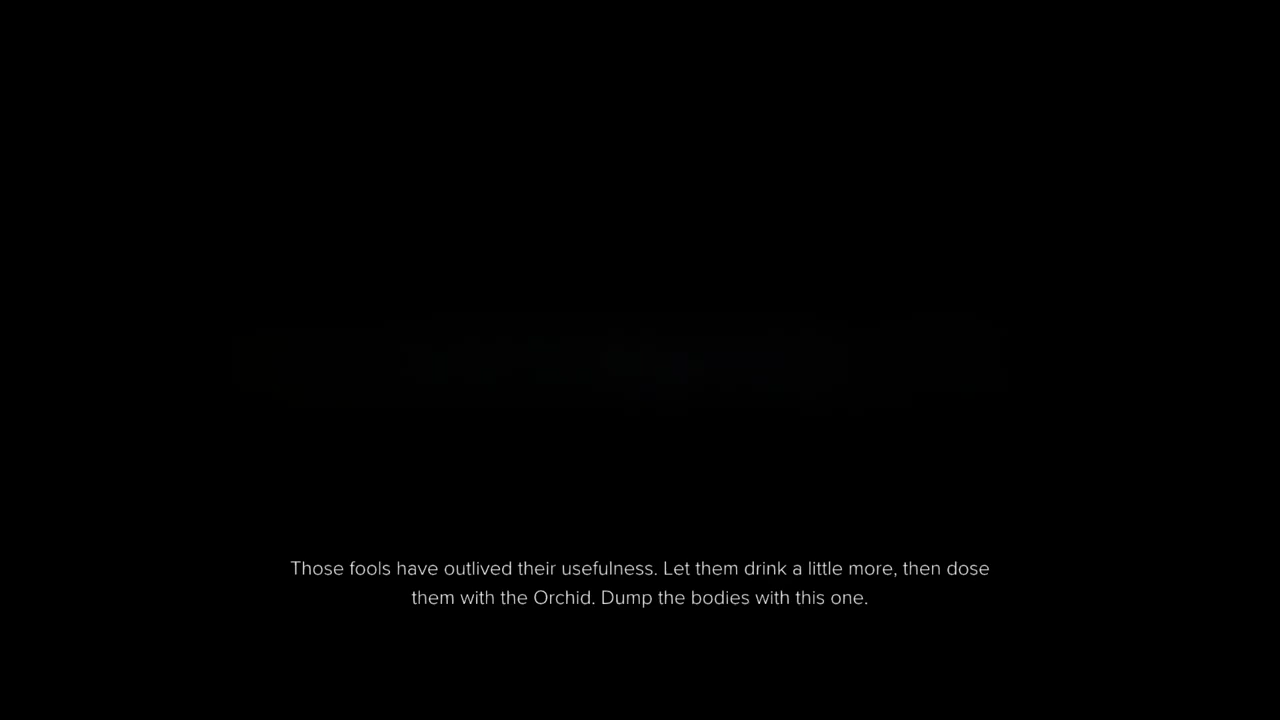 Those fools have outlived their usefulness. Let them drink a little more, then dose
them with the Orchid. Dump the bodies with this one.